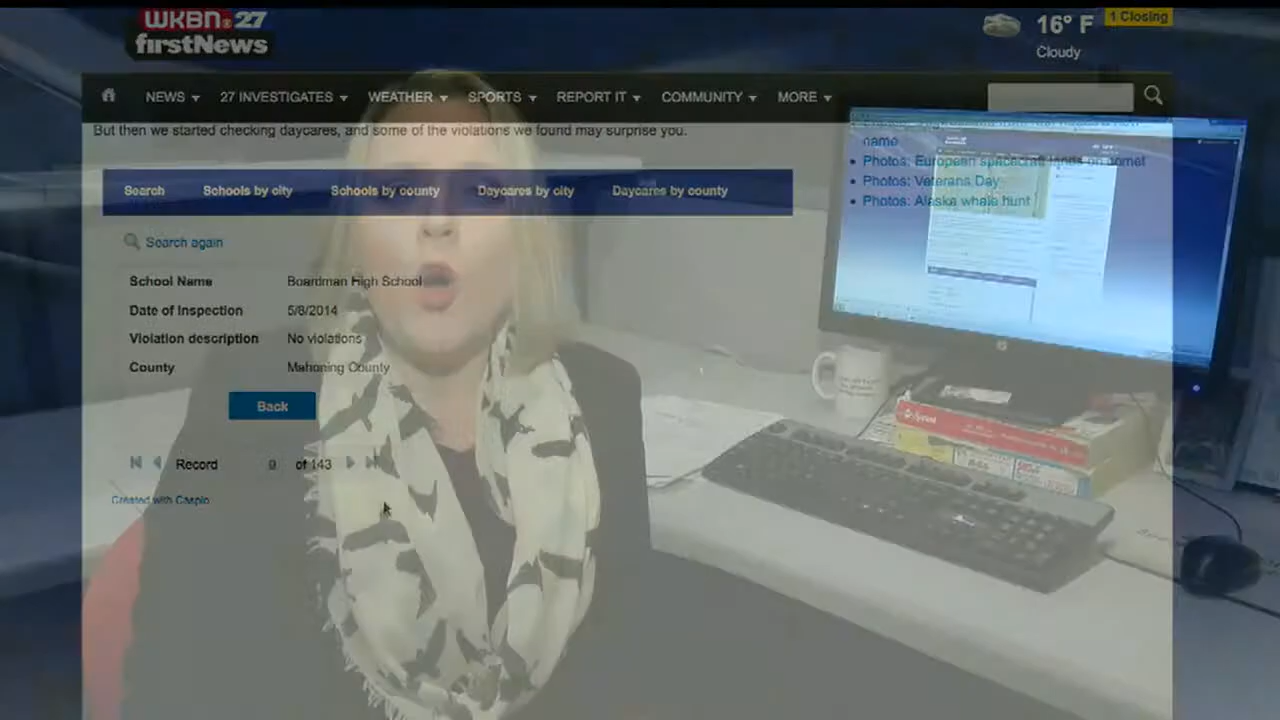 WKBN 27
firstNews
16° F
1 Closing
Cloudy
NEWS
27 INVESTIGATES
WEATHER
SPORTS
REPORT IT
COMMUNITY
MORE
But then we started checking daycares, and some of the violations we found may surprise you.
name
• Photos: European spacecraft lands on comet
• Photos: Veterans Day
• Photos: Alaska whale hunt
Search
Schools by city
Schools by county
Daycares by city
Daycares by county
Search again
School Name Boardman High School
Date of Inspection 5/8/2014
Violation description No violations
County Mahoning County
Back
Record 9 of 143
Created with Caspio
Sprint